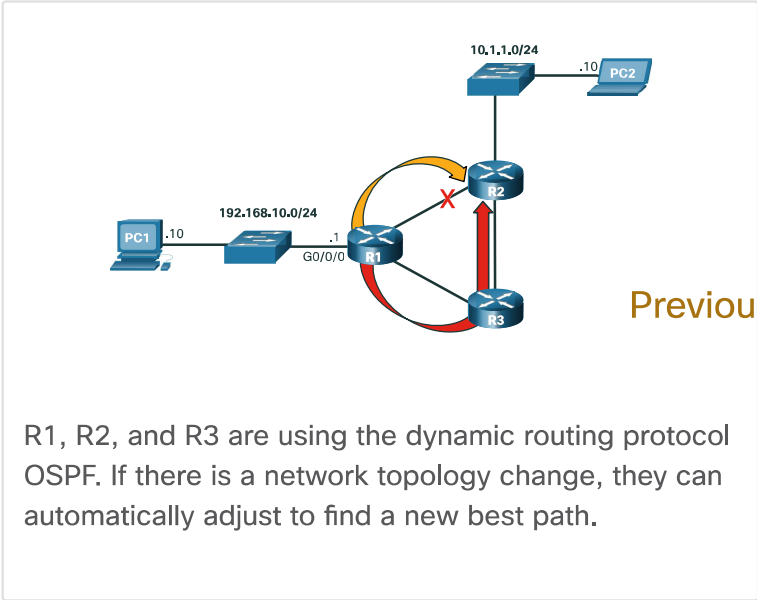 10.1.1.0/24
.10
PC2
R2
192.168.10.0/24
PC1
.10
.1
G0/0/0
R1
R3
Previou
R1, R2, and R3 are using the dynamic routing protocol
OSPF. If there is a network topology change, they can
automatically adjust to find a new best path.